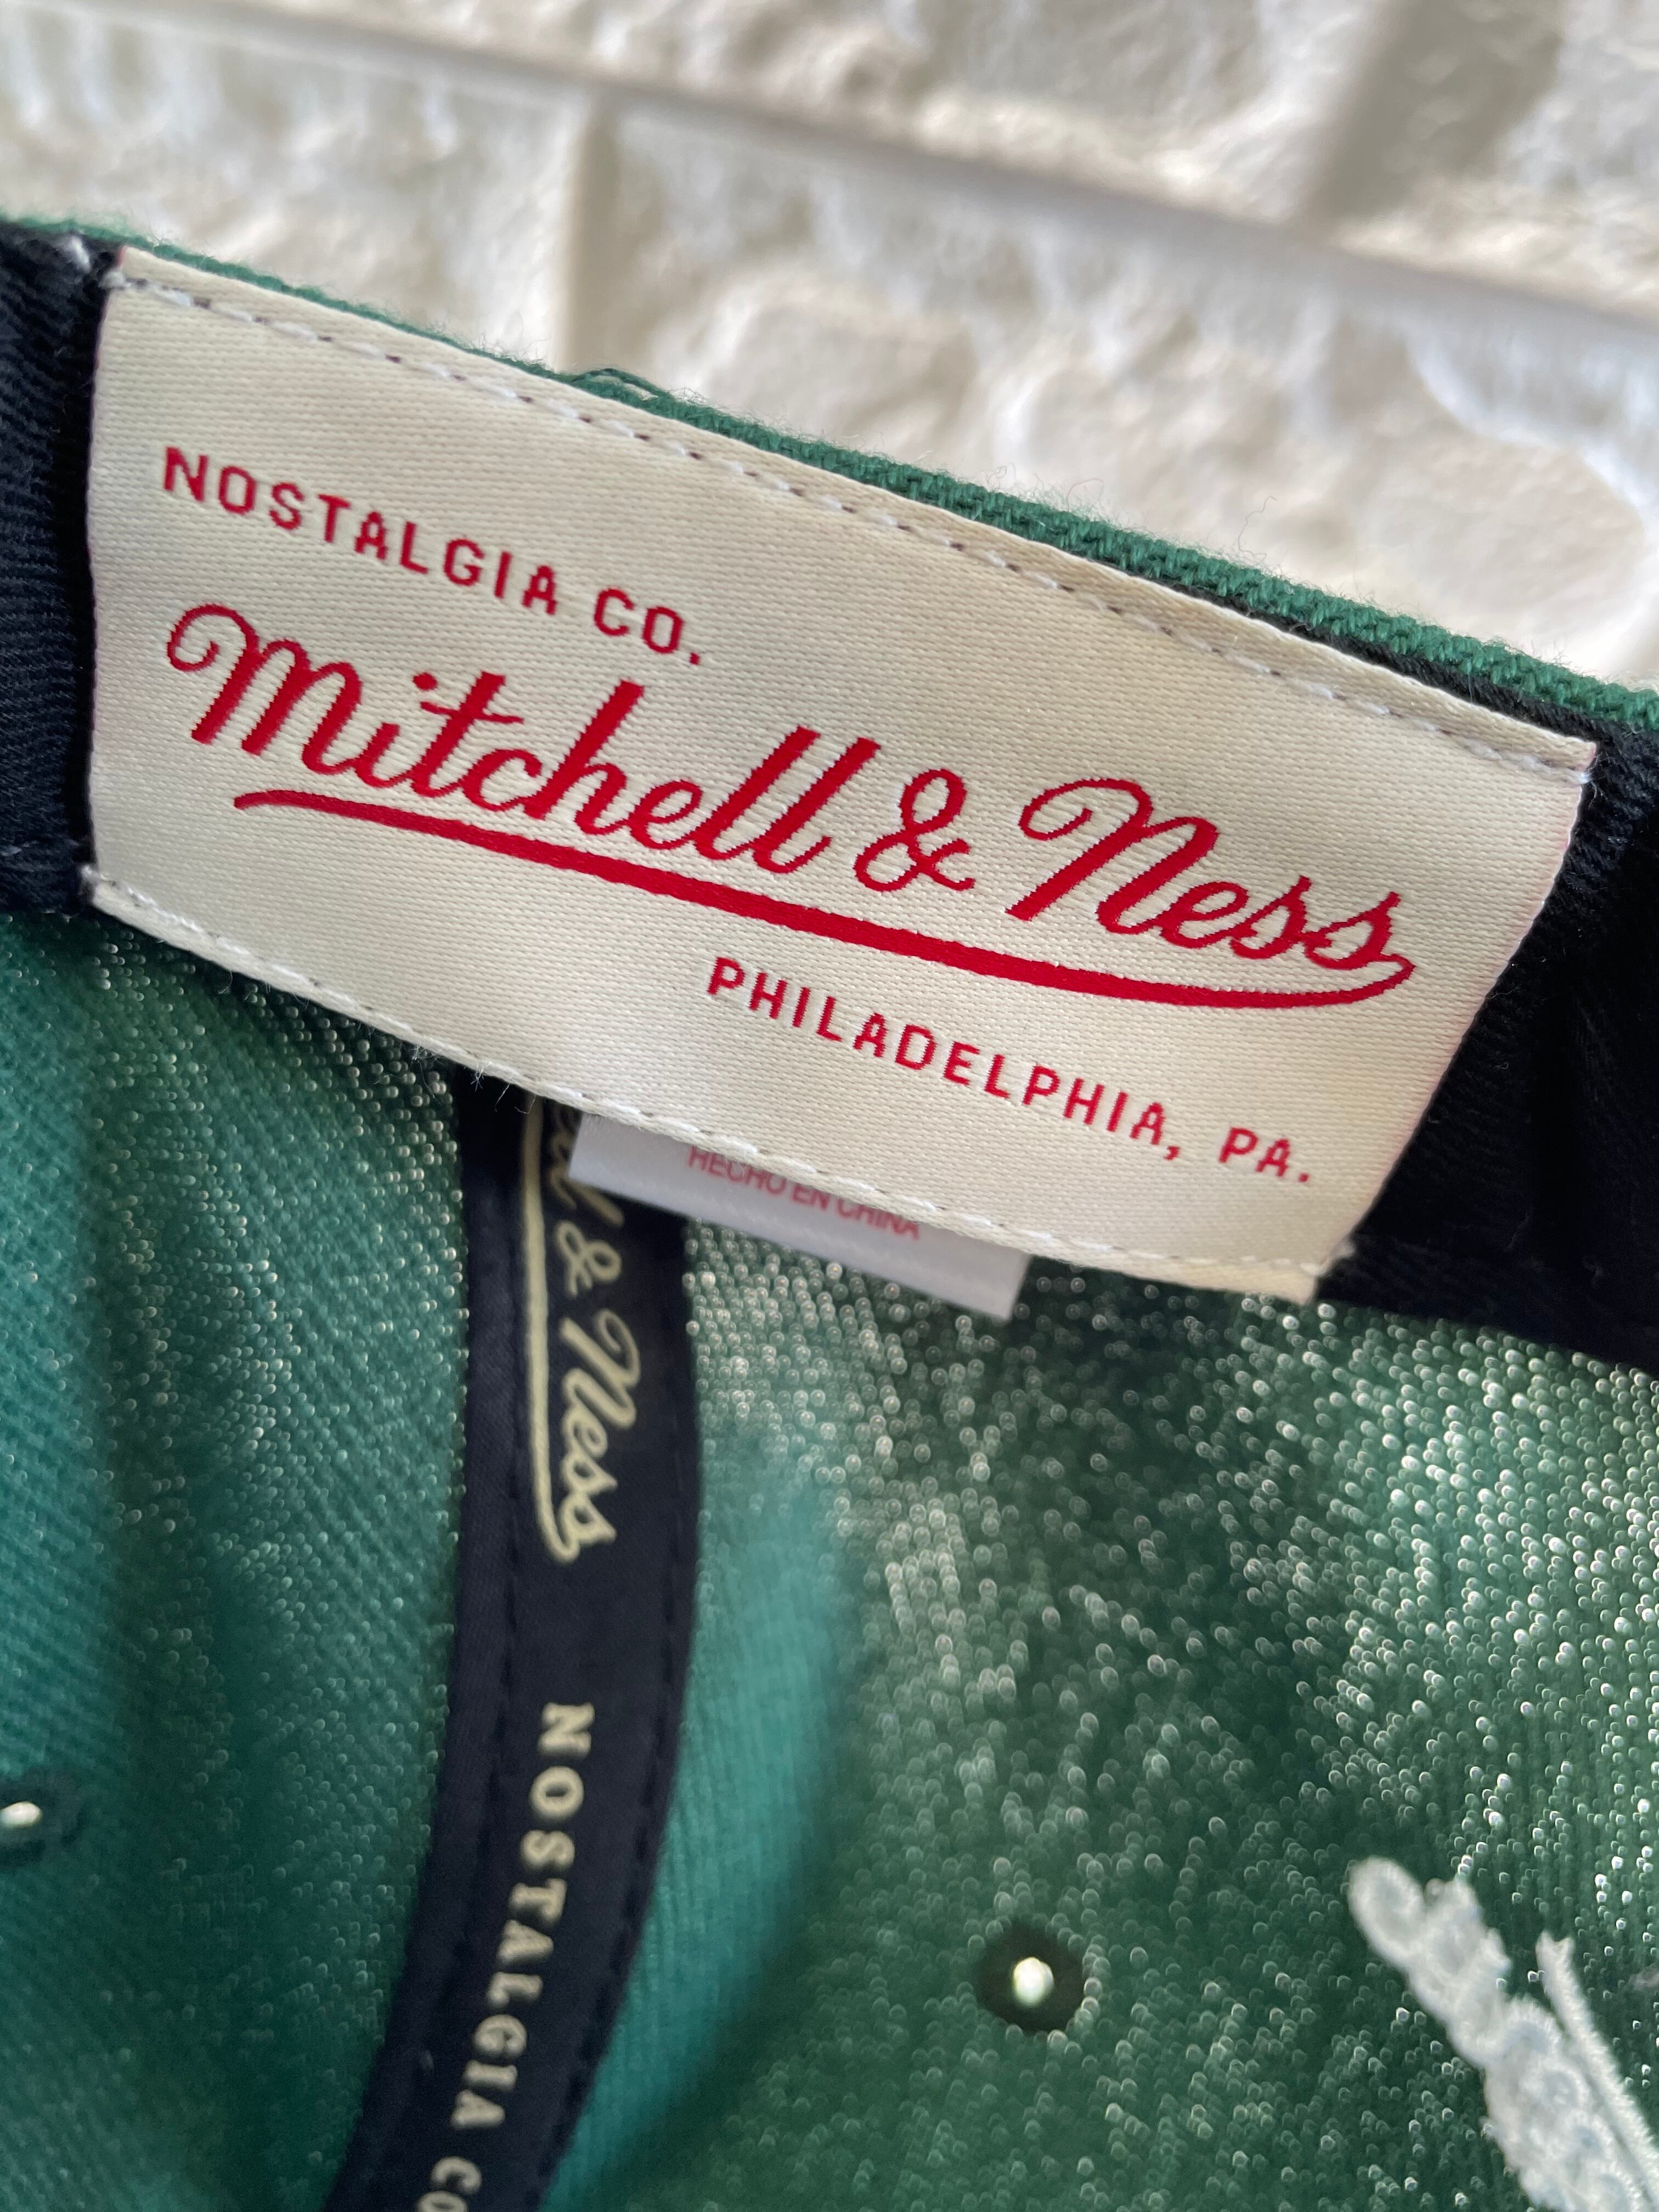 NOSTALGIA CO.
Mitchell & Ness
PHILADELPHIA, PA.
HECHO EN CHINA
& Ness
NOSTALGIA CO